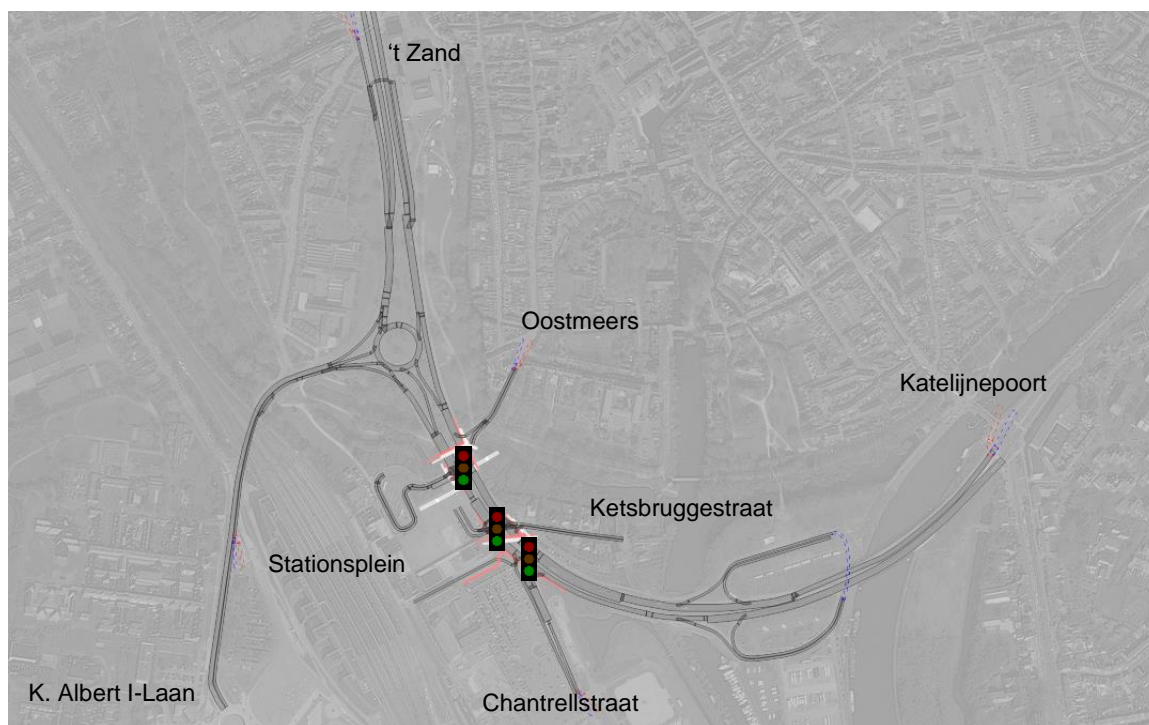 ‘t Zand
Oostmeers
Katelijnepoort
Ketsbruggestraat
Stationsplein
K. Albert I-Laan
Chantrellstraat